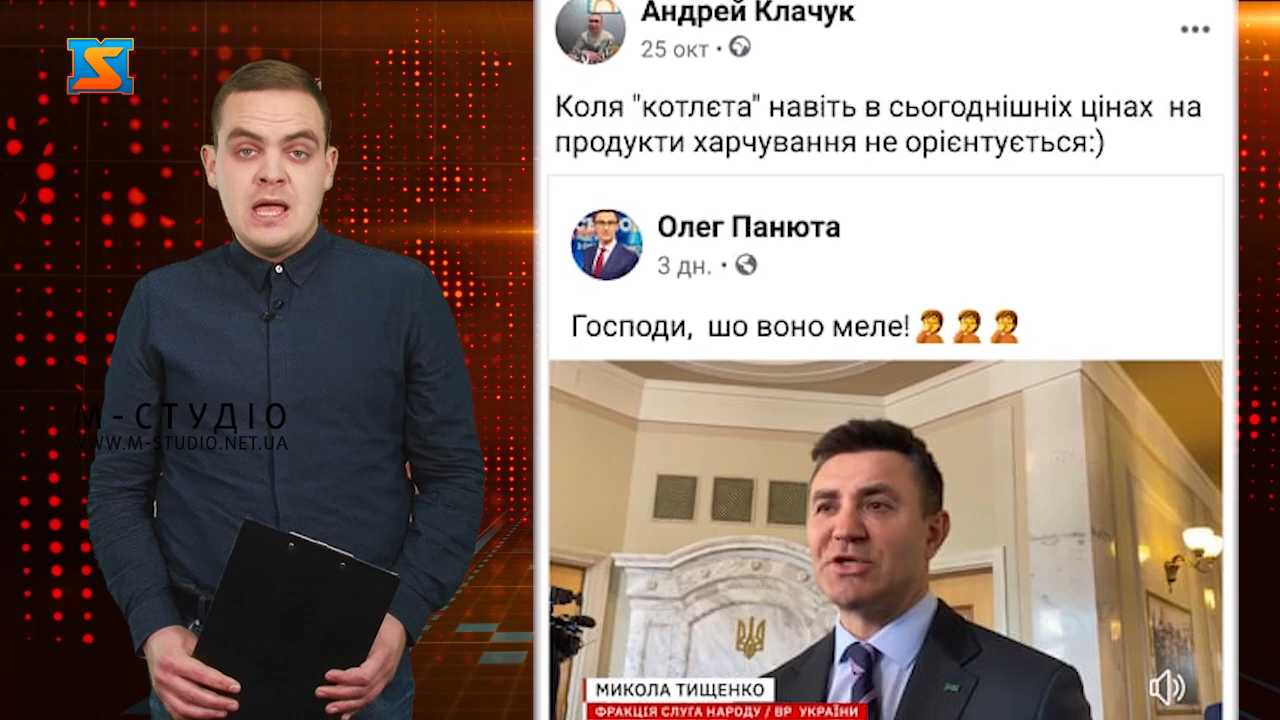 Андрей Клачук
25 окт
Коля "котлєта" навіть в сьогоднішніх цінах на
продукти харчування не орієнтується:)
Олег Панюта
3 дн.
Господи, шо воно меле!
М-СТУДІО
WWW.M-STUDIO.NET.UA
МИКОЛА ТИЩЕНКО
ФРАКЦІЯ СЛУГА НАРОДУ / ВР УКРАЇНИ